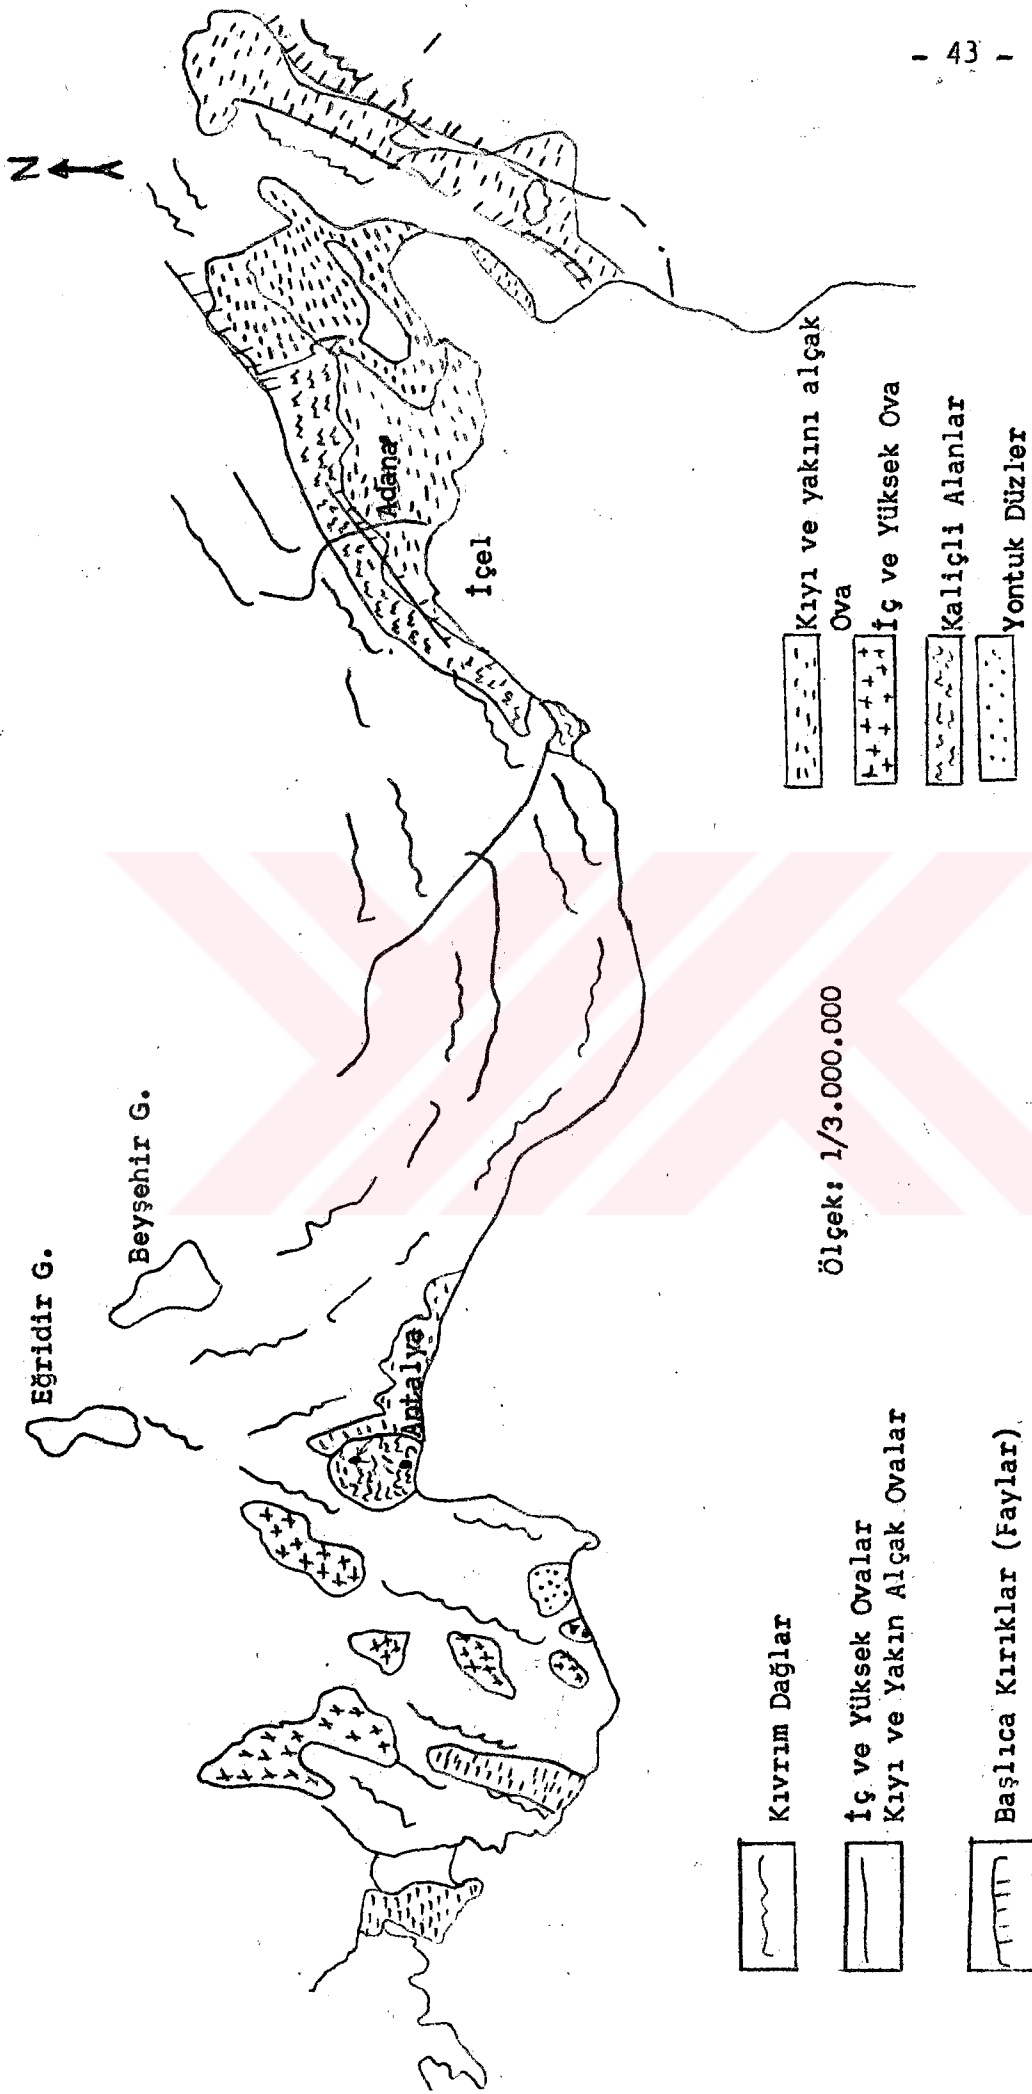 - 43 -
N
Eğridir G.
Beyşehir G.
Antalya
Adana
İçel
Ölçek: 1/3.000.000
Kıvrım Dağlar
İç ve Yüksek Ovalar
Kıyı ve Yakın Alçak Ovalar
Başlıca Kırıklar (Faylar)
Kıyı ve yakını alçak
Ova
İç ve Yüksek Ova
Kaliçli Alanlar
Yontuk Düzler